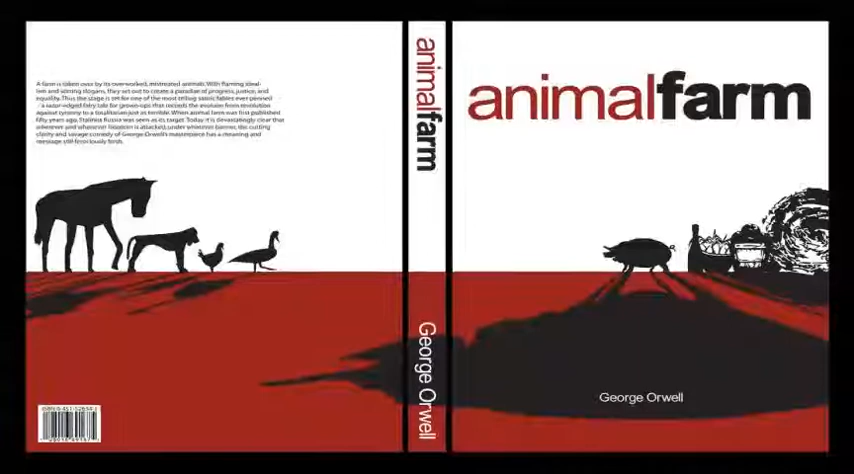 A farm is taken over by its overworked, mistreated animals. With flaming ideal-
ism and stirring slogans, they set out to create a paradise of progress, justice, and
equality. Thus the stage is set for one of the most telling satiric fables ever penned
- a razor-edged fairy tale for grown-ups that records the evolution from revolution
against tyranny to a totalitarian just as terrible. When animal farm was first published
fifty years ago, Stalinist Russia was seen as its target. Today it is devastatingly clear that
wherever and whenever freedom is attacked, under whatever banner, the cutting
clarity and savage comedy of George Orwell's masterpiece has a meaning and
message still ferociously fresh.
animalfarm
George Orwell
animalfarm
George Orwell